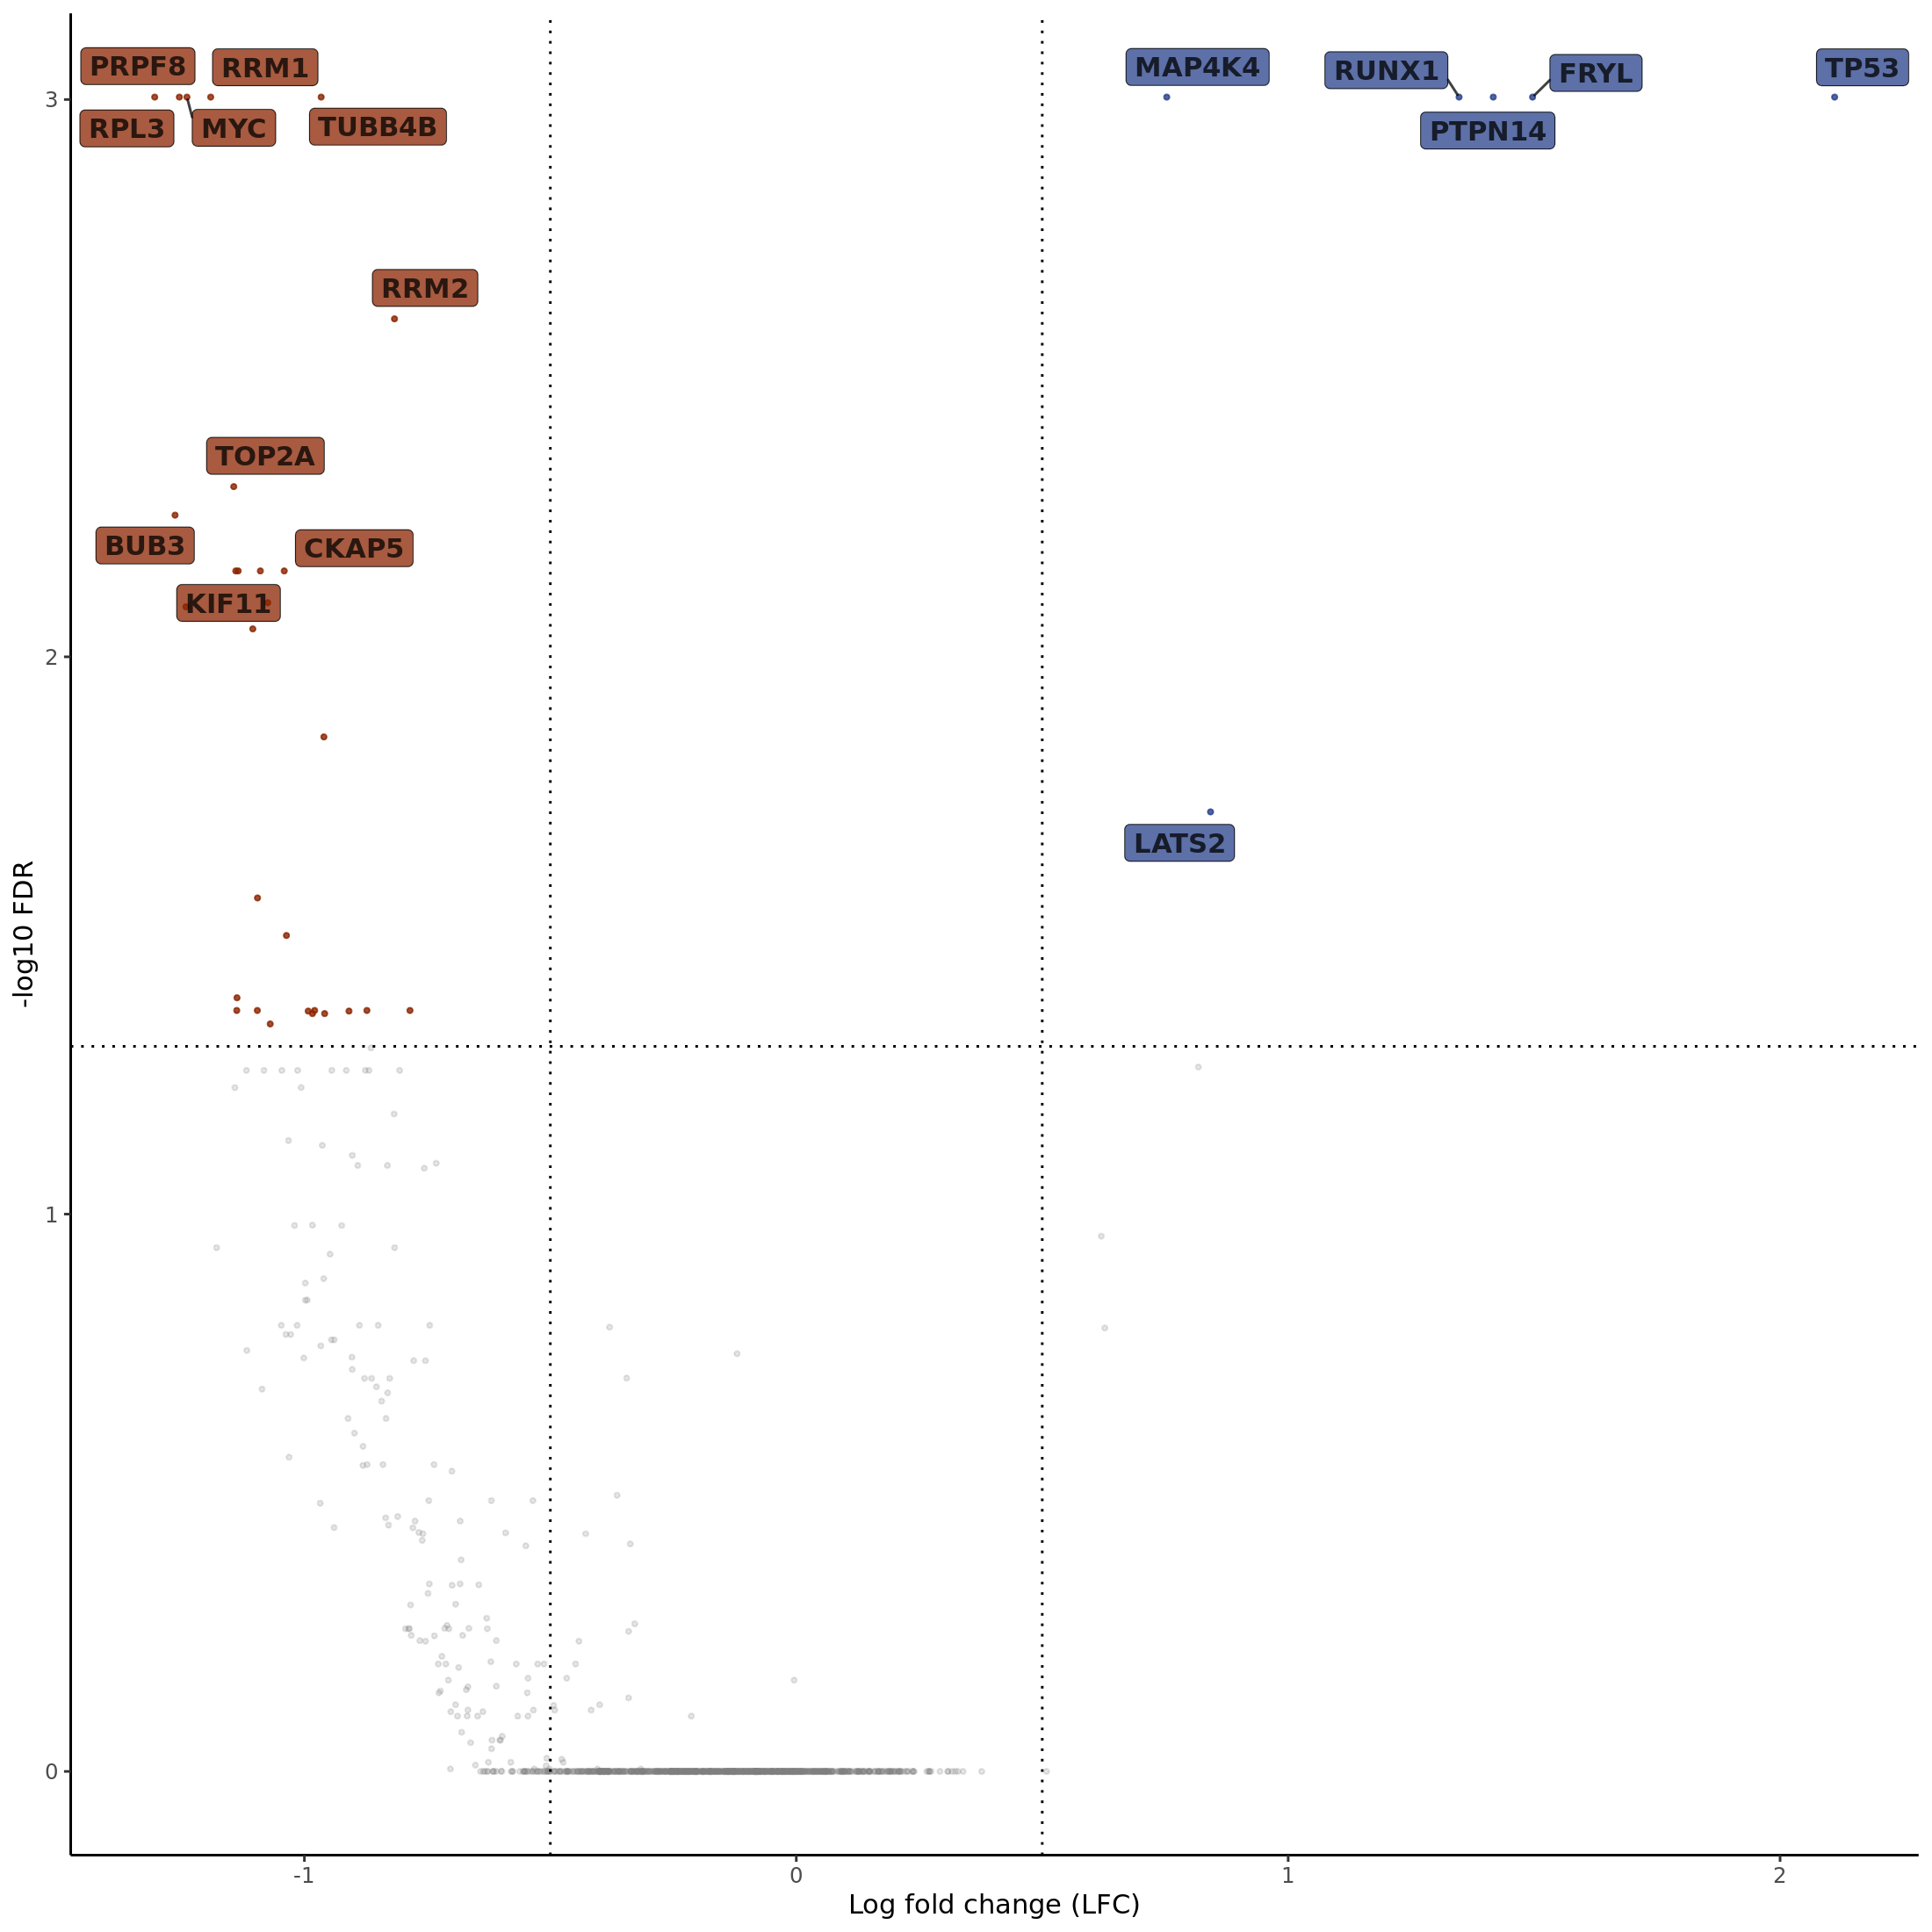 PRPF8
RRM1
MAP4K4
RUNX1
FRYL
TP53
3
RPL3
MYC
TUBB4B
PTPN14
RRM2
TOP2A
BUB3
CKAP5
KIF11
2
LATS2
-log10 FDR
1
0
-1
0
1
2
Log fold change (LFC)